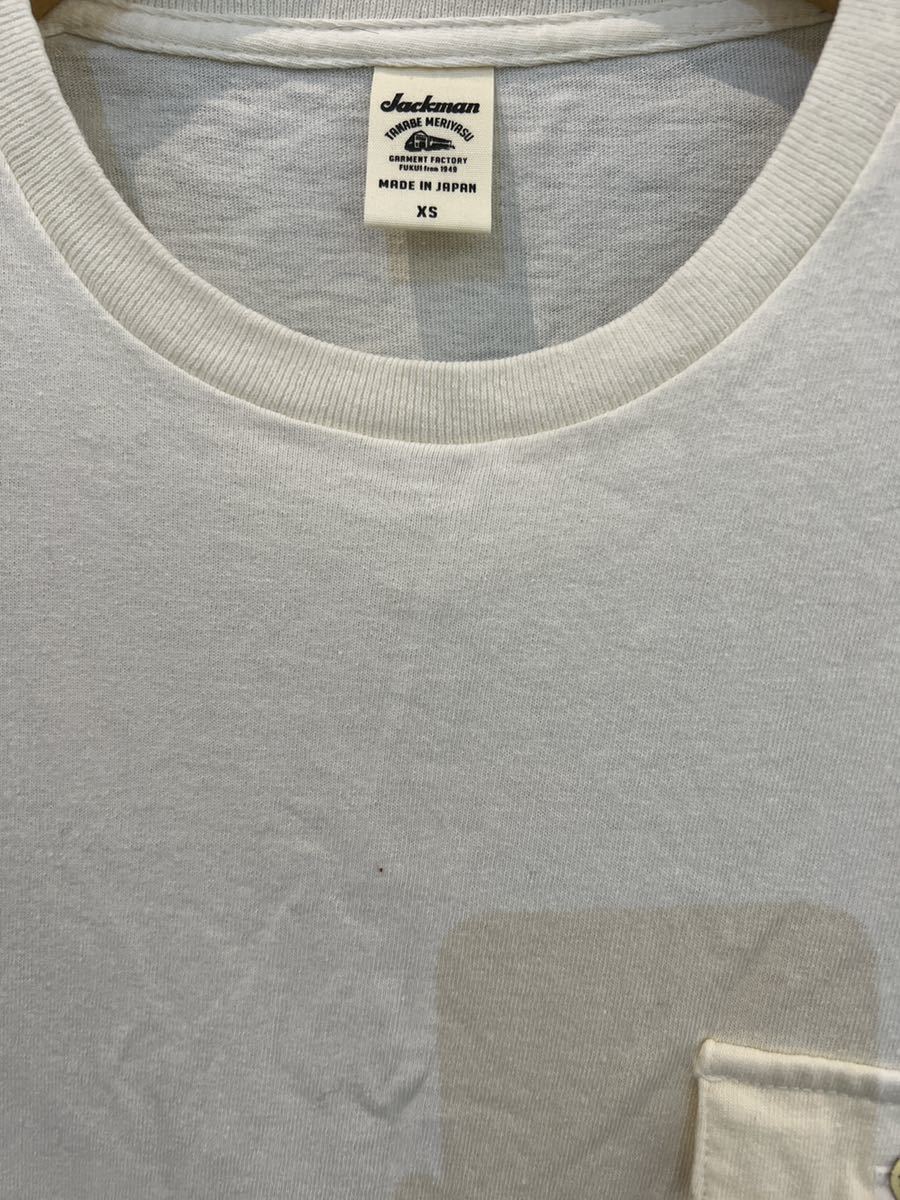 Jackman
TANABE MERIYASU
GARMENT FACTORY
FUKUI from 1949
MADE IN JAPAN
XS